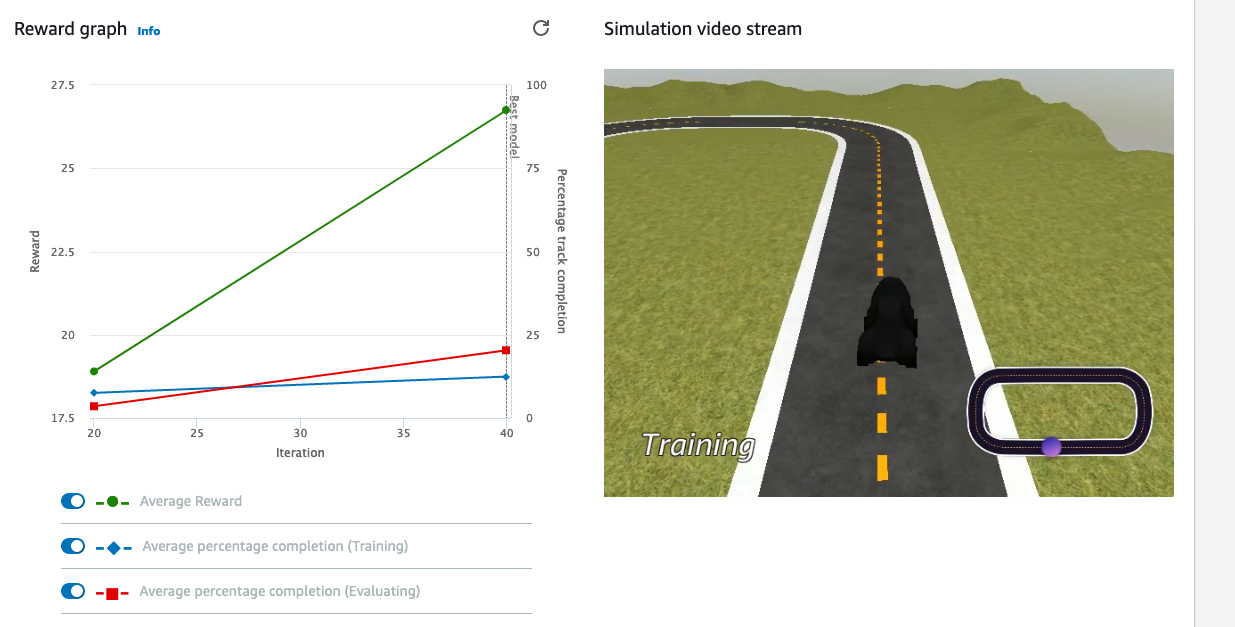 Reward graph Info
Simulation video stream
27.5
25
22.5
20
17.5
Reward
100
75
50
25
0
Percentage track completion
Best model
20 25 30 35 40
Iteration
Average Reward
Average percentage completion (Training)
Average percentage completion (Evaluating)
Training